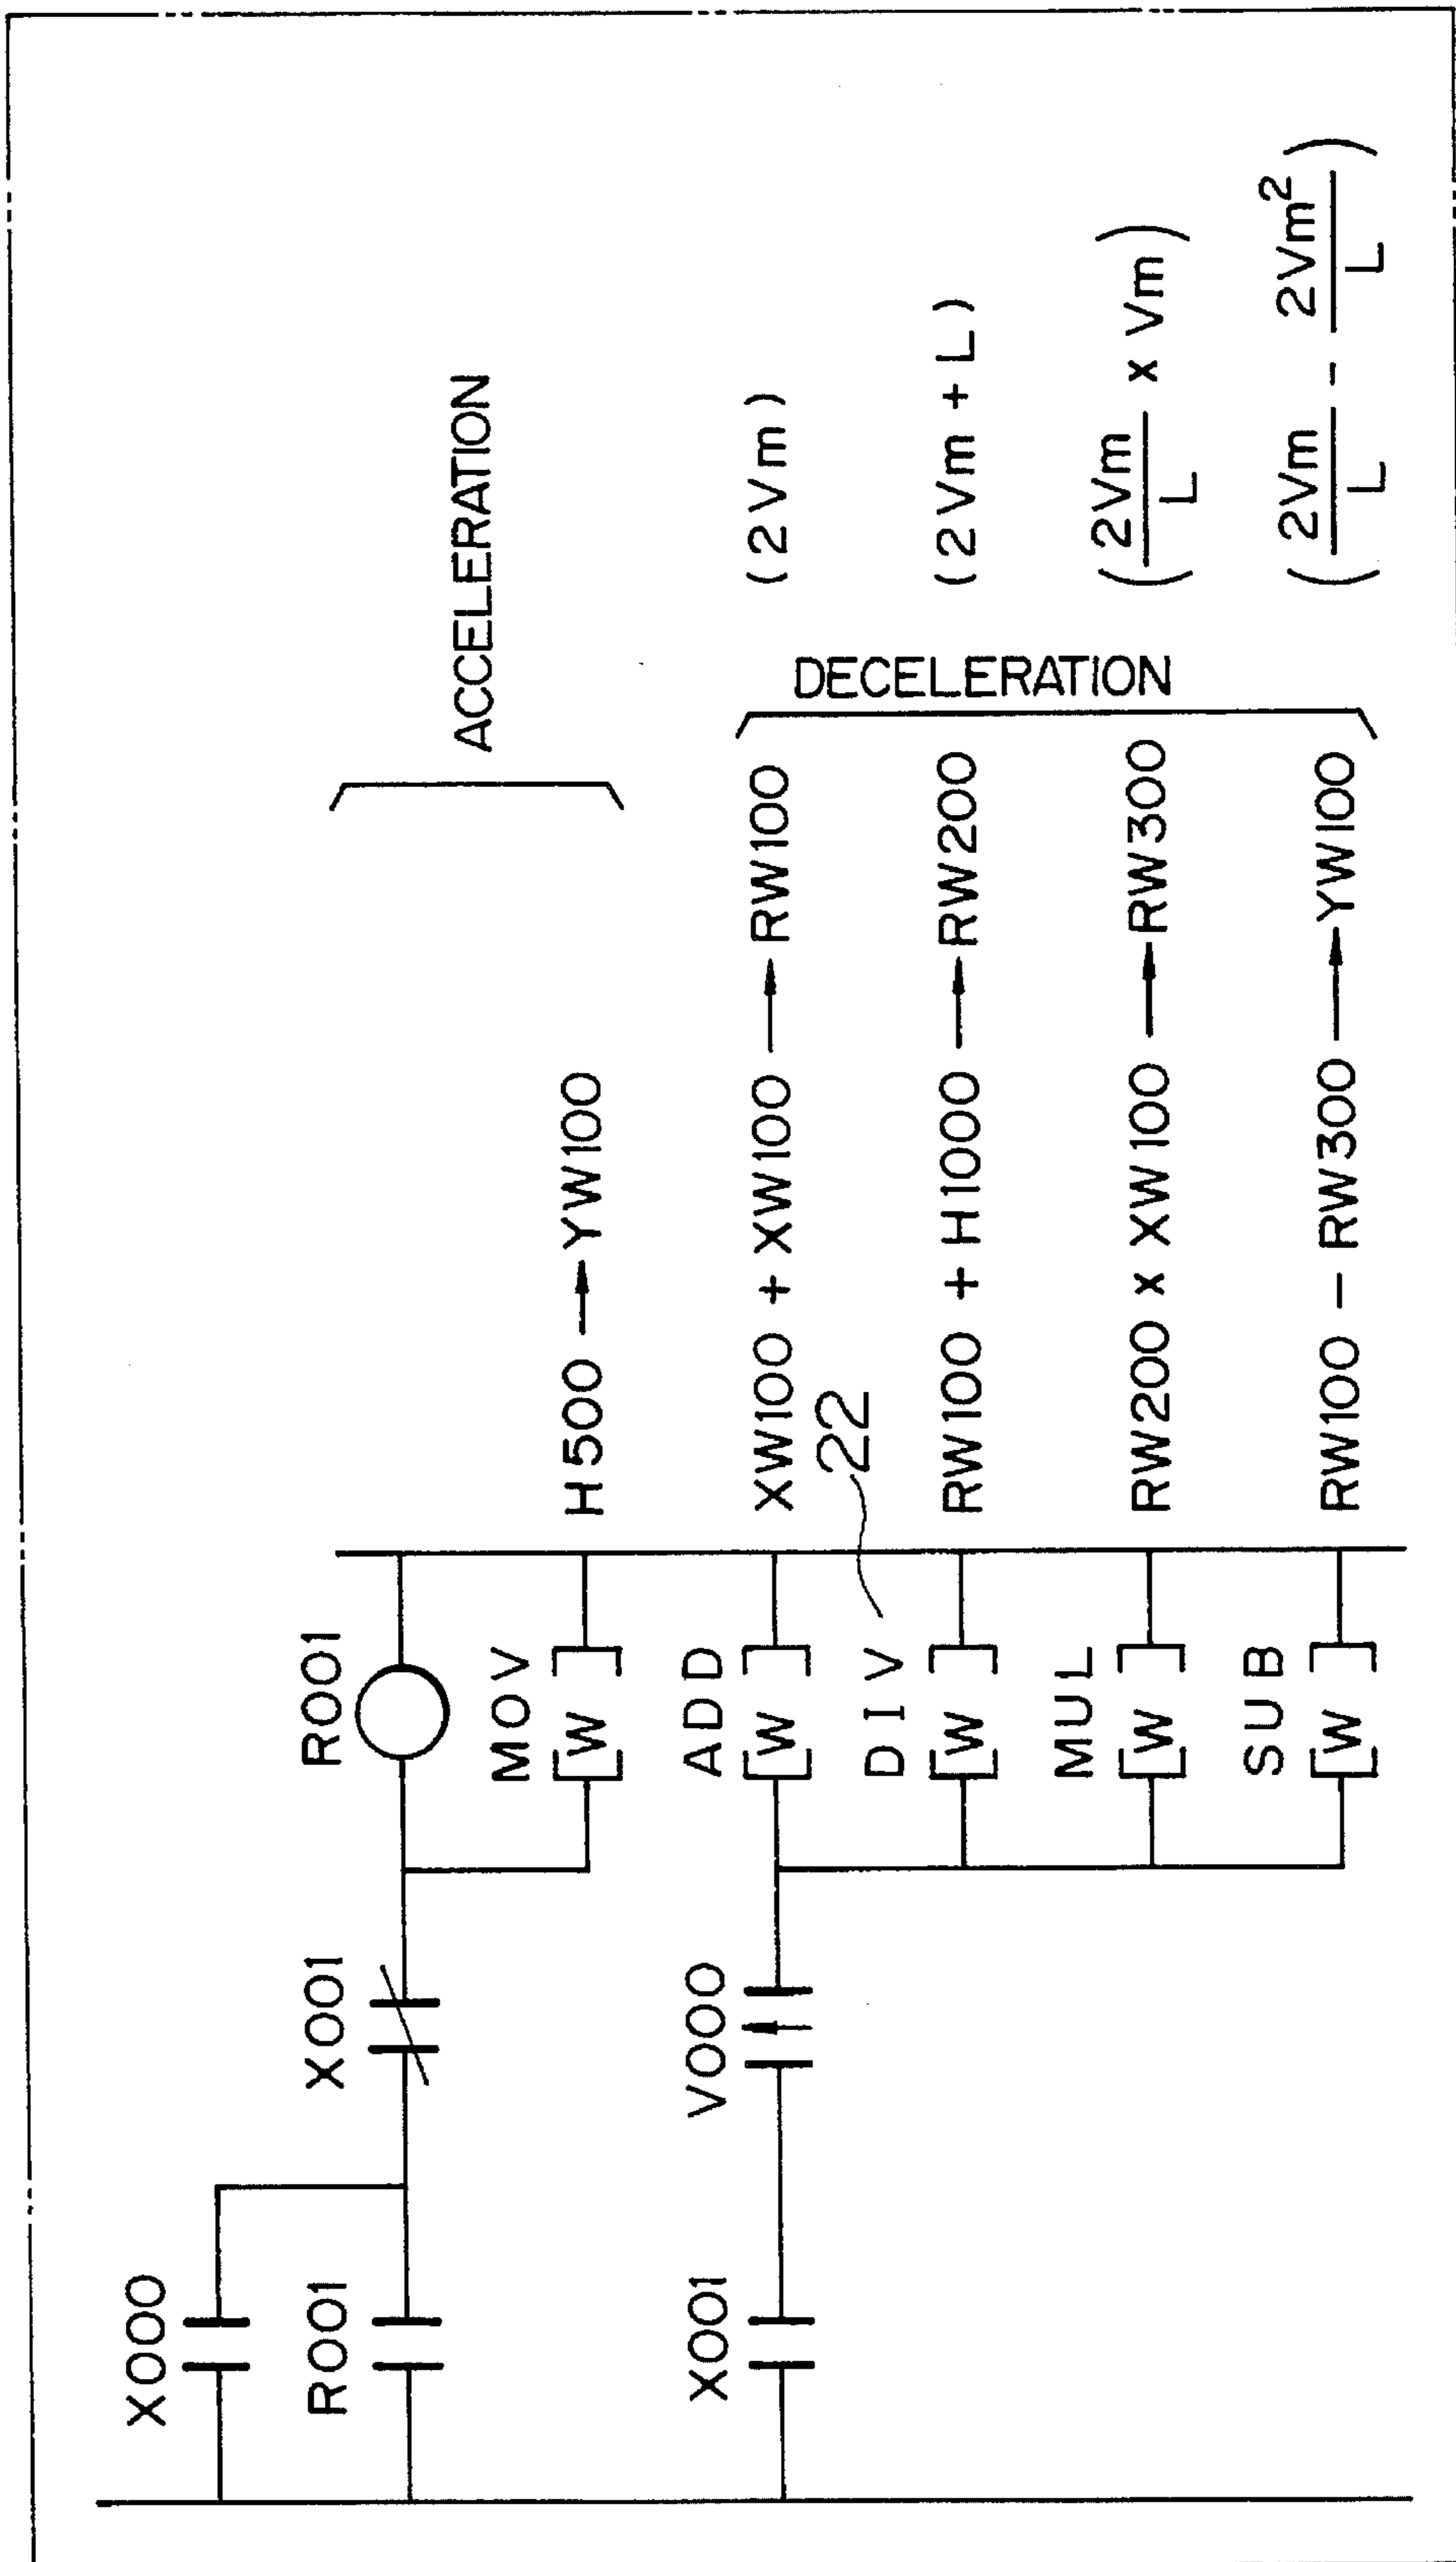 X000
R001 X001 R001
ACCELERATION
MOV
[W] H500 → YW100
X001 V000 ADD
[W] XW100 + XW100 → RW100 (2Vm)
22
DIV
[W] RW100 + H1000 → RW200 (2Vm + L)
DECELERATION
MUL
[W] RW200 x XW100 → RW300 (2Vm/L x Vm)
SUB
[W] RW100 - RW300 → YW100 (2Vm/L - 2Vm²/L)